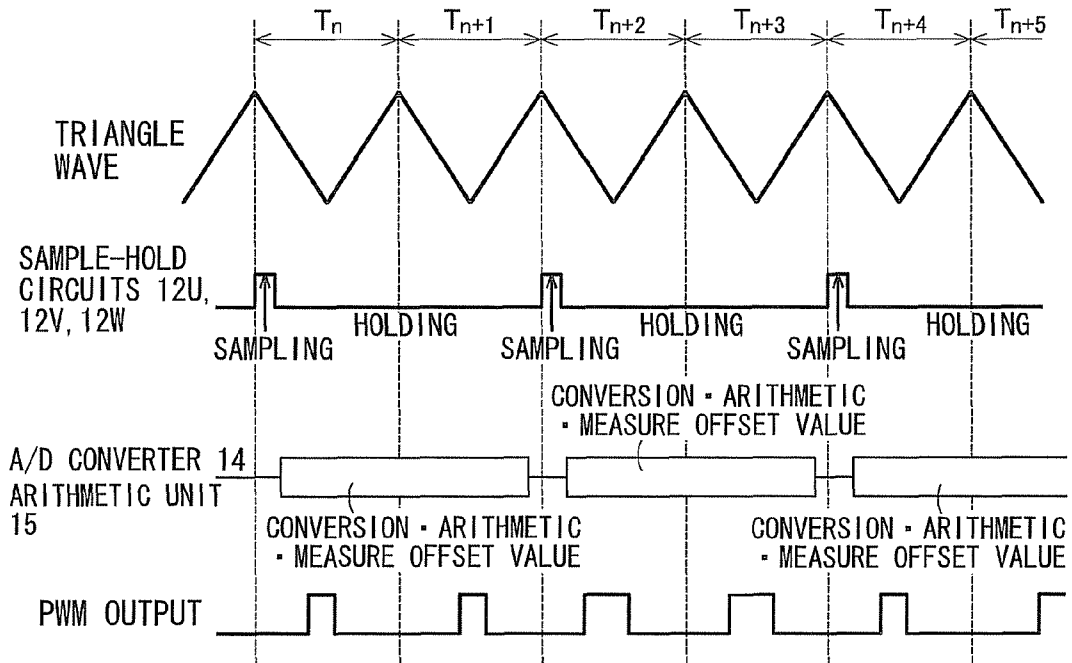 Tn Tn+1 Tn+2 Tn+3 Tn+4 Tn+5
TRIANGLE
WAVE
SAMPLE-HOLD
CIRCUITS 12U,
12V, 12W
HOLDING HOLDING HOLDING
SAMPLING SAMPLING SAMPLING
CONVERSION ▪ ARITHMETIC
▪ MEASURE OFFSET VALUE
A/D CONVERTER 14
ARITHMETIC UNIT
15
CONVERSION ▪ ARITHMETIC
▪ MEASURE OFFSET VALUE
CONVERSION ▪ ARITHMETIC
▪ MEASURE OFFSET VALUE
PWM OUTPUT